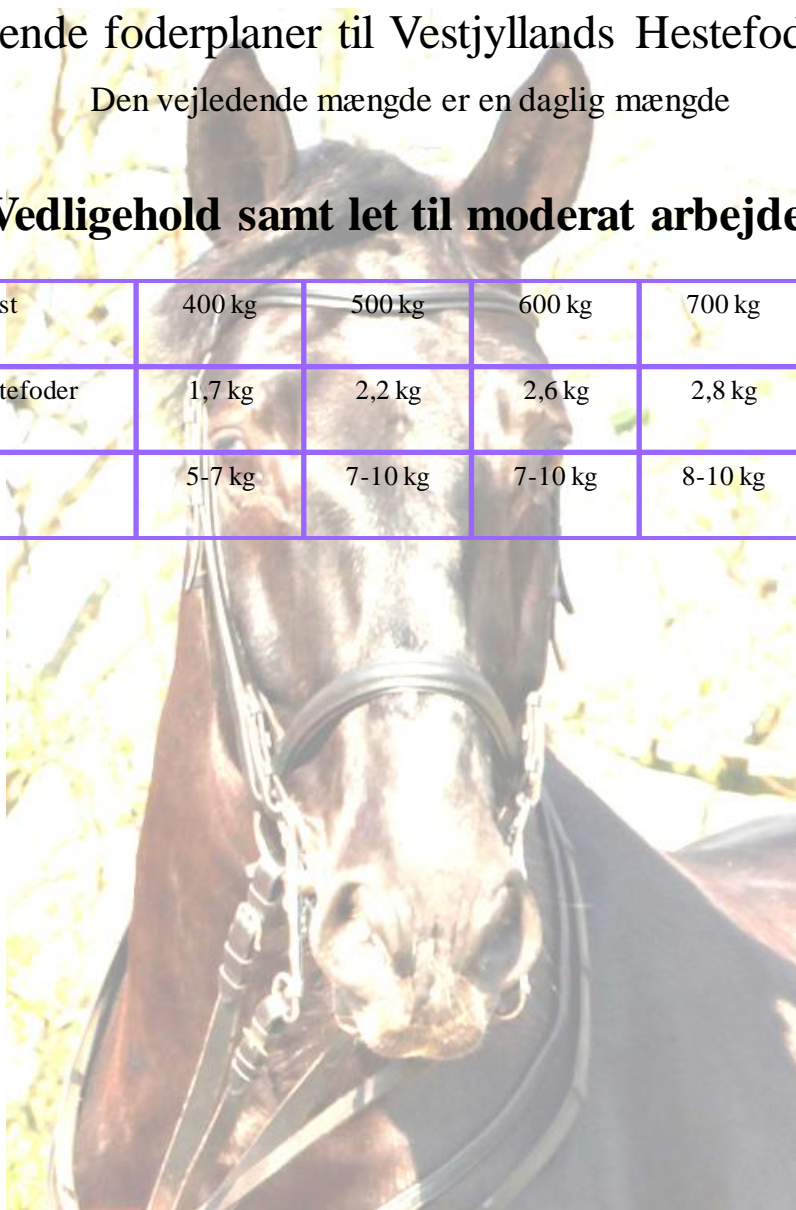 ende foderplaner til Vestjyllands Hestefod
Den vejledende mængde er en daglig mængde
Vedligehold samt let til moderat arbejde
st 400 kg 500 kg 600 kg 700 kg
tefoder 1,7 kg 2,2 kg 2,6 kg 2,8 kg
5-7 kg 7-10 kg 7-10 kg 8-10 kg